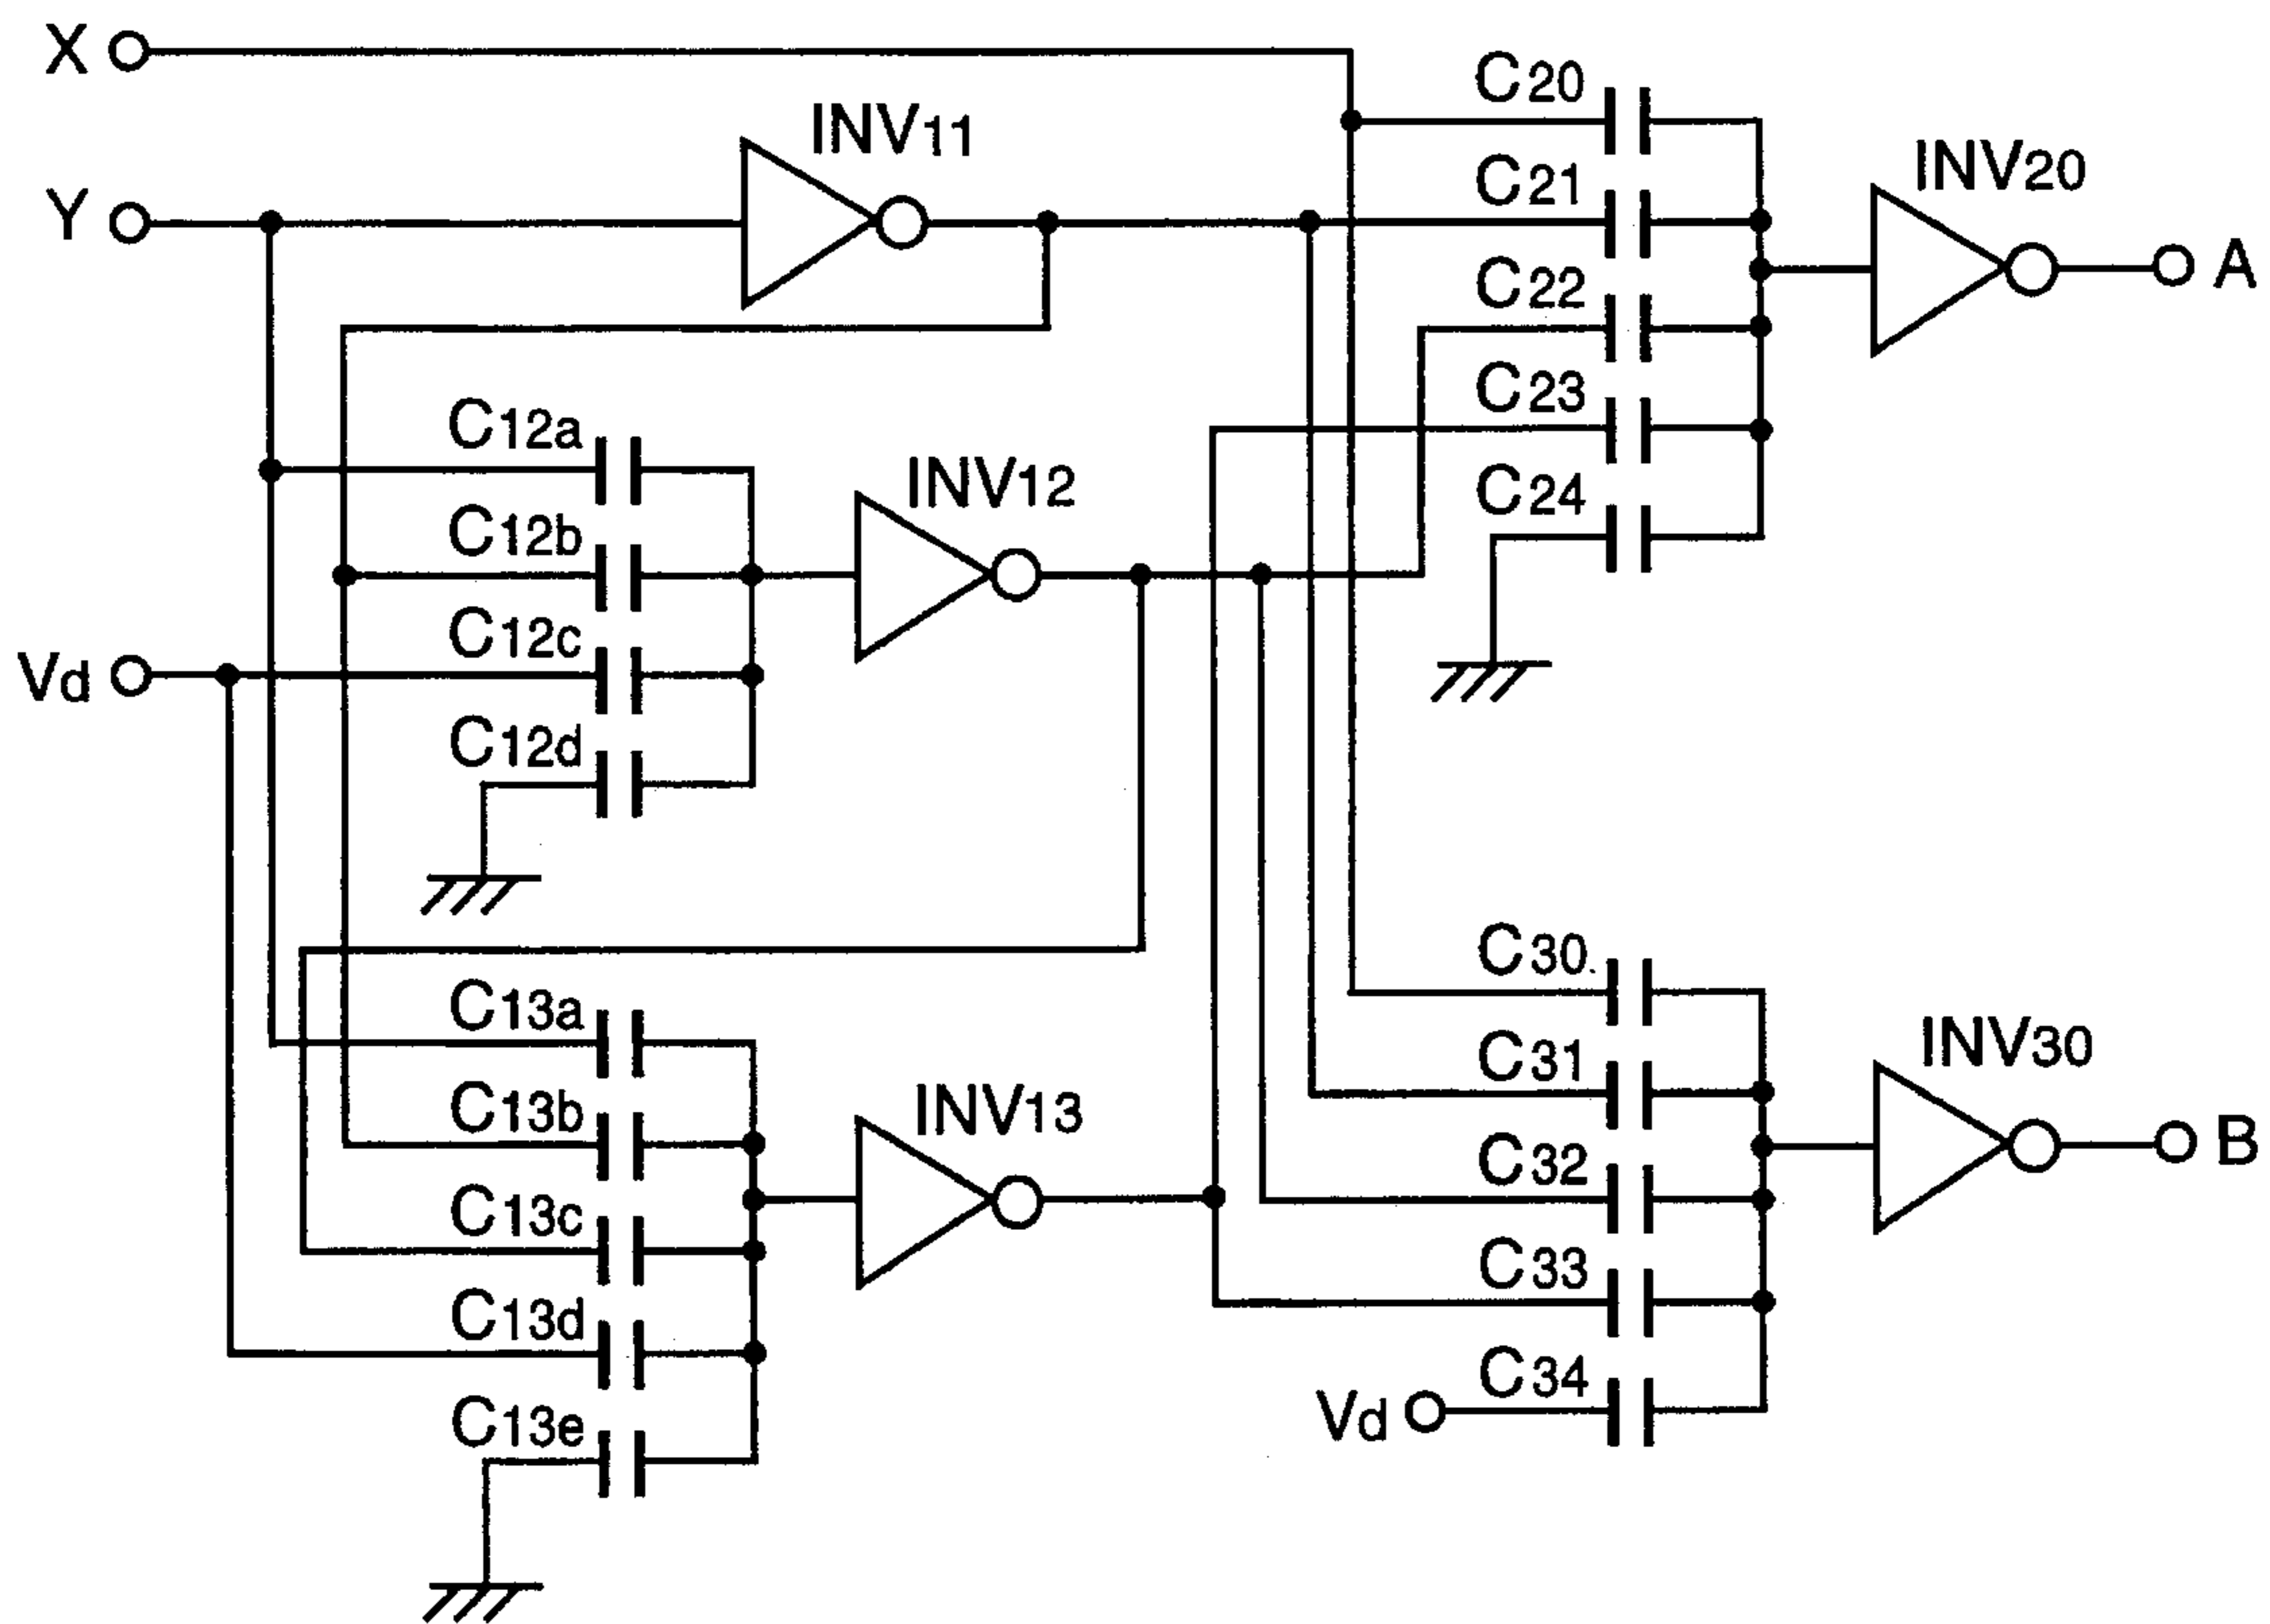 X
C20
INV11
INV20
C21
Y
A
C22
C23
C12a
INV12
C24
C12b
C12c
Vd
C12d
C30
C13a
INV30
C31
INV13
C13b
B
C32
C13c
C33
C13d
C34
Vd
C13e